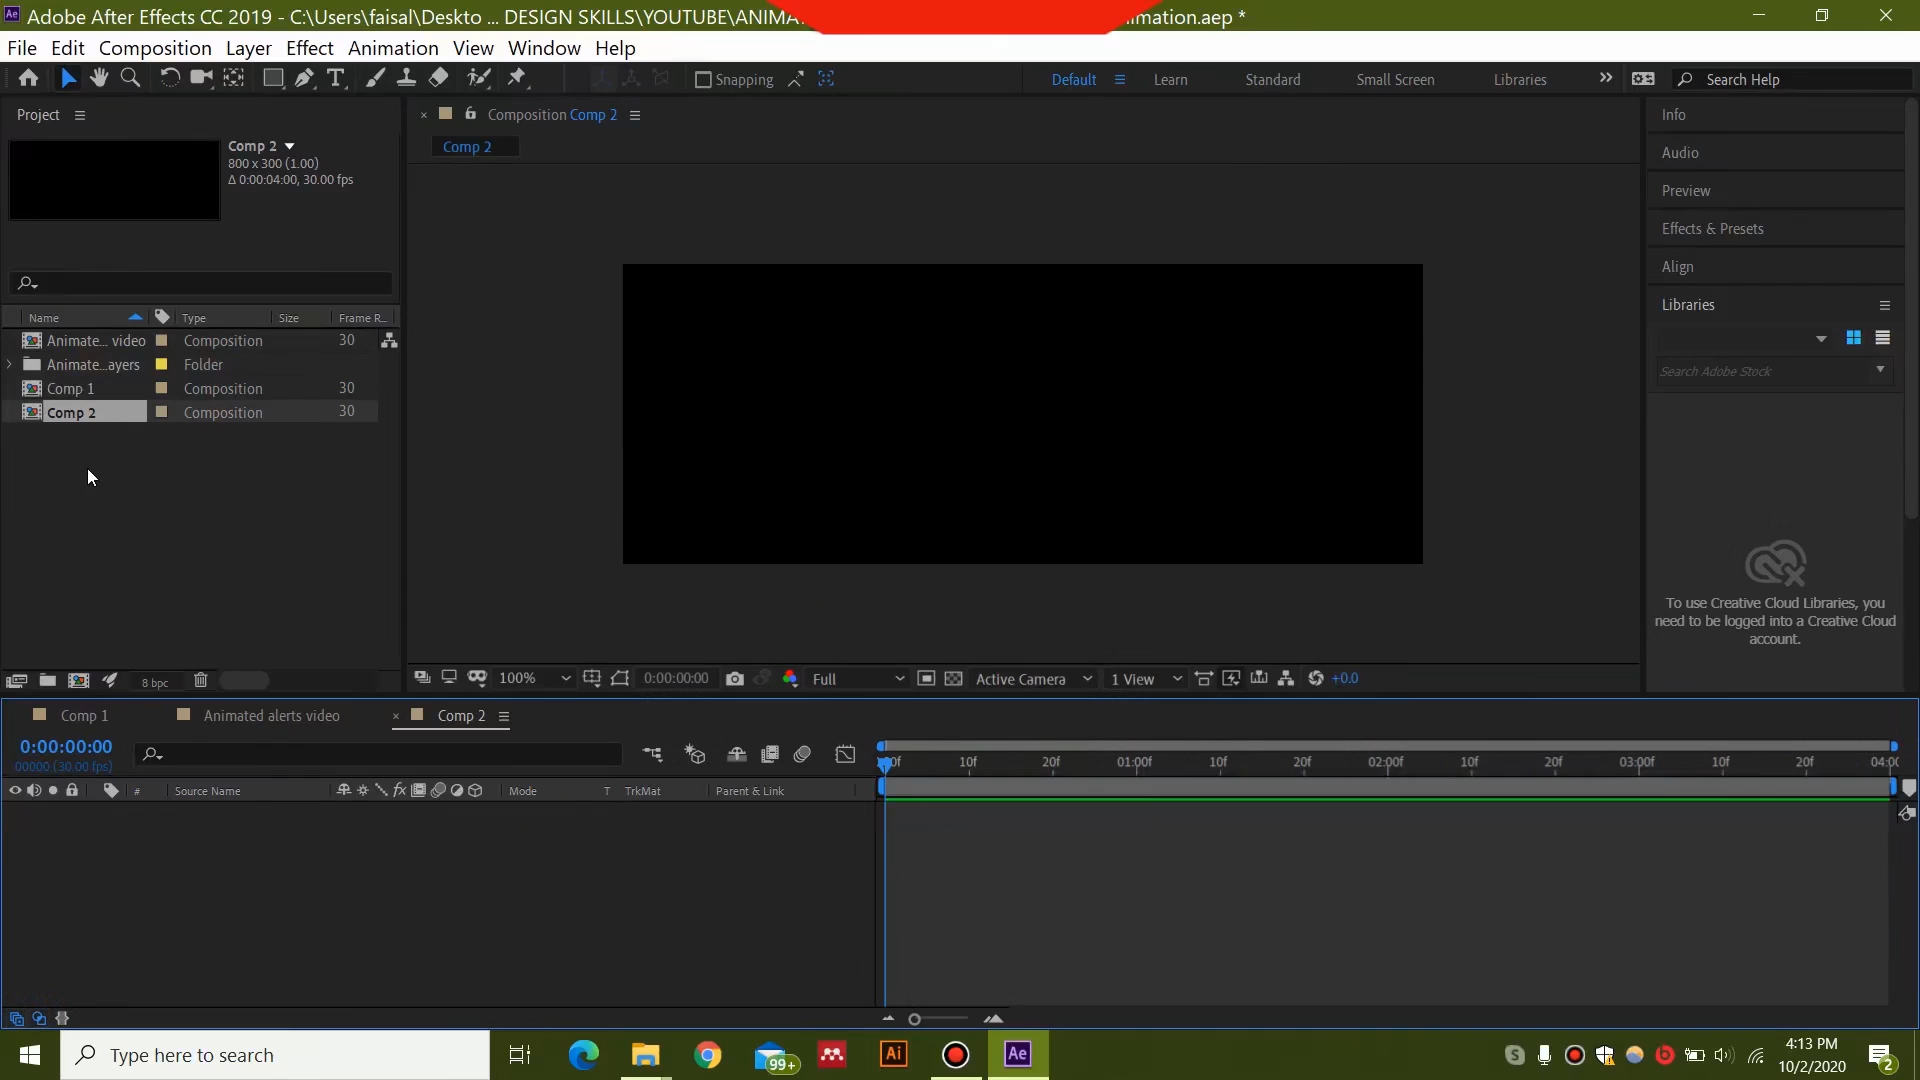 Ae Adobe After Effects CC 2019 - C:\Users\faisal\Deskto ... DESIGN SKILLS\YOUTUBE\ANIMA imation.aep *
File Edit Composition Layer Effect Animation View Window Help
Snapping Default Learn Standard Small Screen Libraries Search Help
Project
Comp 2
800 x 300 (1.00)
Δ 0:00:04:00, 30.00 fps
Name Type Size Frame R...
Animate... video Composition 30
Animate...ayers Folder
Comp 1 Composition 30
Comp 2 Composition 30
8 bpc
Composition Comp 2
Comp 2
100% 0:00:00:00 Full Active Camera 1 View +0.0
Info
Audio
Preview
Effects & Presets
Align
Libraries
Search Adobe Stock
To use Creative Cloud Libraries, you
need to be logged into a Creative Cloud
account.
Comp 1 Animated alerts video Comp 2
0:00:00:00
00000 (30.00 fps)
10f 20f 01:00f 10f 20f 02:00f 10f 20f 03:00f 10f 20f
# Source Name fx Mode T TrkMat Parent & Link
Type here to search
99+
Ai
Ae
4:13 PM
10/2/2020
2